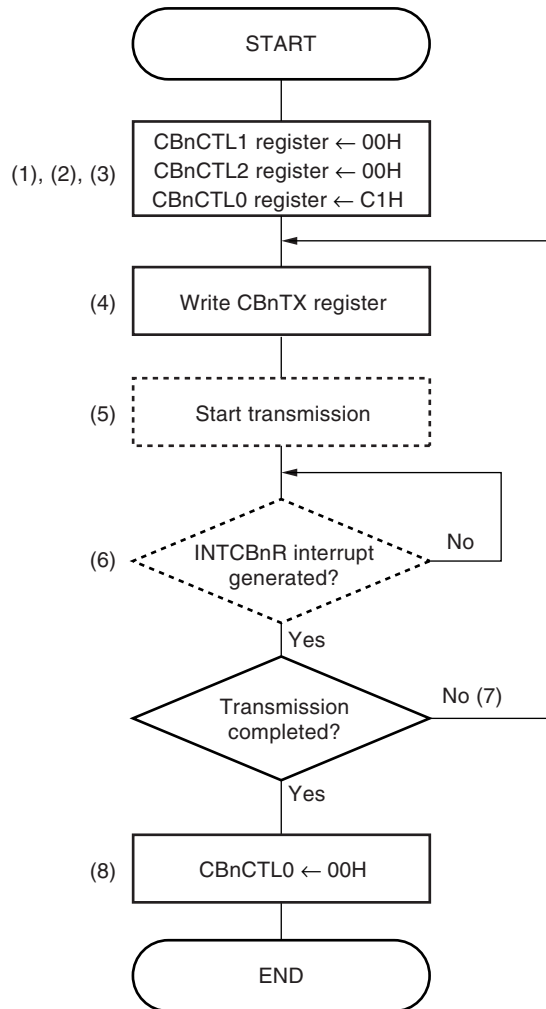 START
(1), (2), (3)
CBnCTL1 register ← 00H
CBnCTL2 register ← 00H
CBnCTL0 register ← C1H
(4)
Write CBnTX register
(5)
Start transmission
(6)
INTCBnR interrupt
generated?
No
Yes
Transmission
completed?
No (7)
Yes
(8)
CBnCTL0 ← 00H
END